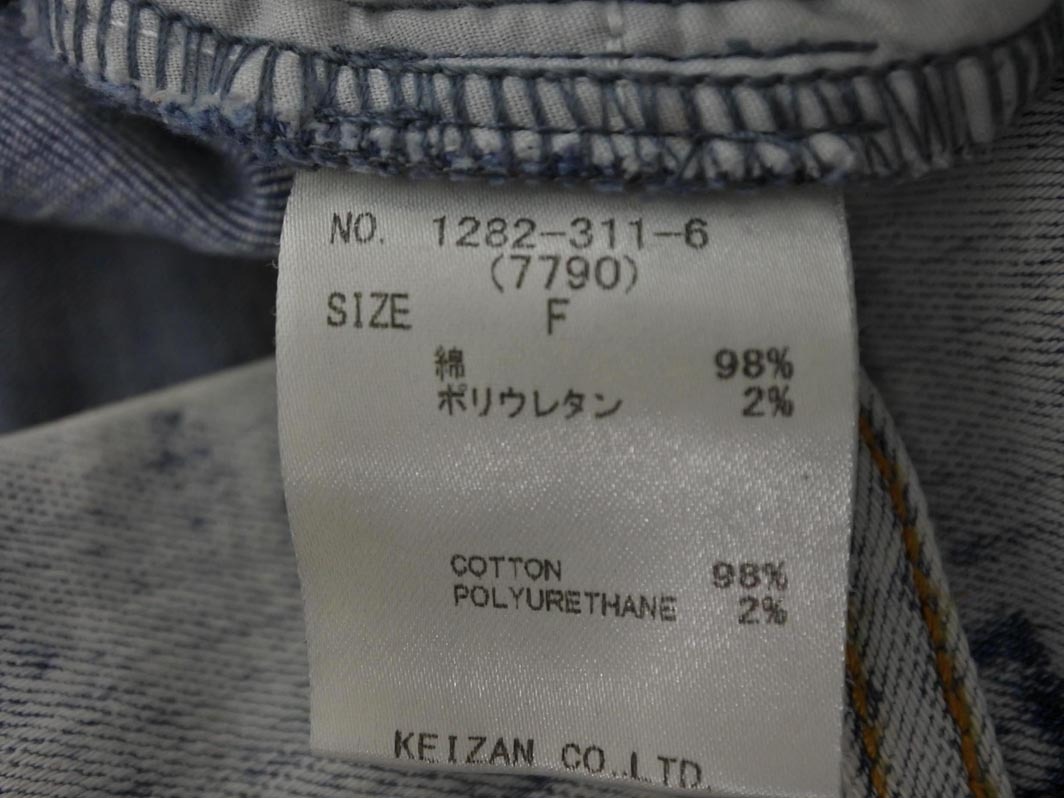 NO. 1282-311-6
(7790)
SIZE F
綿 98%
ポリウレタン 2%
COTTON 98%
POLYURETHANE 2%
KEIZAN CO.,LTD.